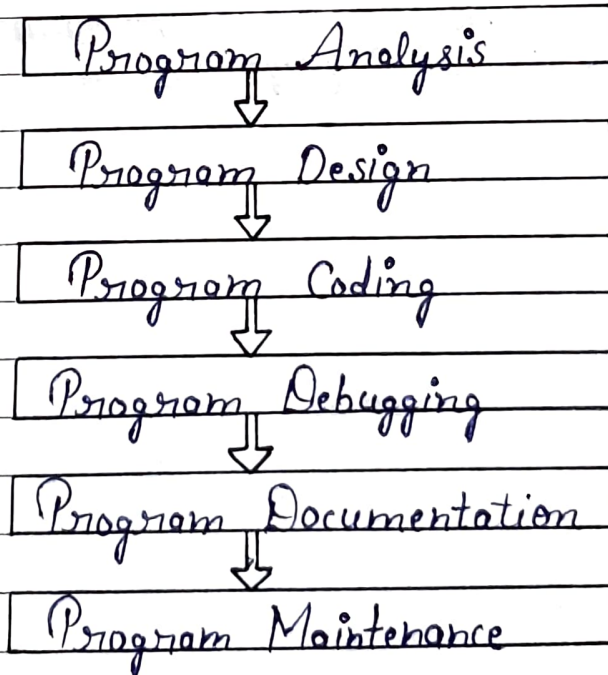 Program Analysis
Program Design
Program Coding
Program Debugging
Program Documentation
Program Maintenance